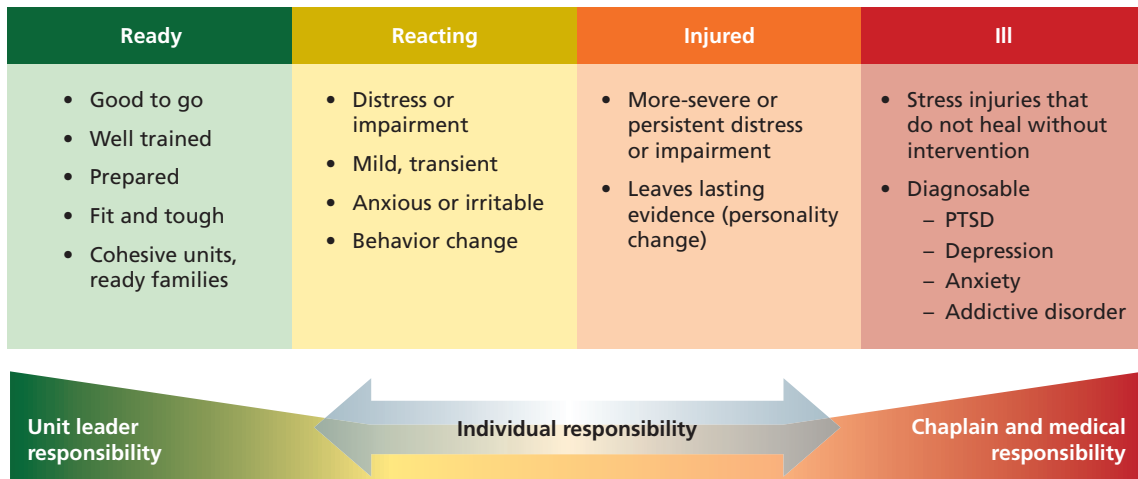 Ready
• Good to go
• Well trained
• Prepared
• Fit and tough
• Cohesive units,
ready families
Reacting
• Distress or
impairment
• Mild, transient
• Anxious or irritable
• Behavior change
Injured
• More-severe or
persistent distress
or impairment
• Leaves lasting
evidence (personality
change)
Ill
• Stress injuries that
do not heal without
intervention
• Diagnosable
– PTSD
– Depression
– Anxiety
– Addictive disorder
Unit leader
responsibility
Individual responsibility
Chaplain and medical
responsibility